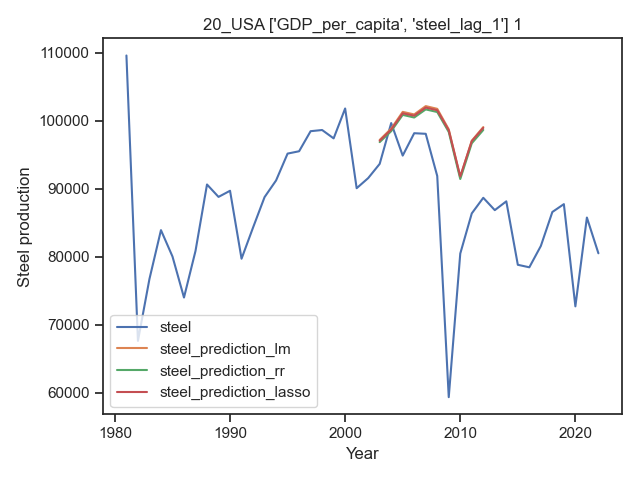 20_USA ['GDP_per_capita', 'steel_lag_1'] 1
110000
100000
90000
80000
70000
60000
Steel production
steel
steel_prediction_lm
steel_prediction_rr
steel_prediction_lasso
1980 1990 2000 2010 2020
Year